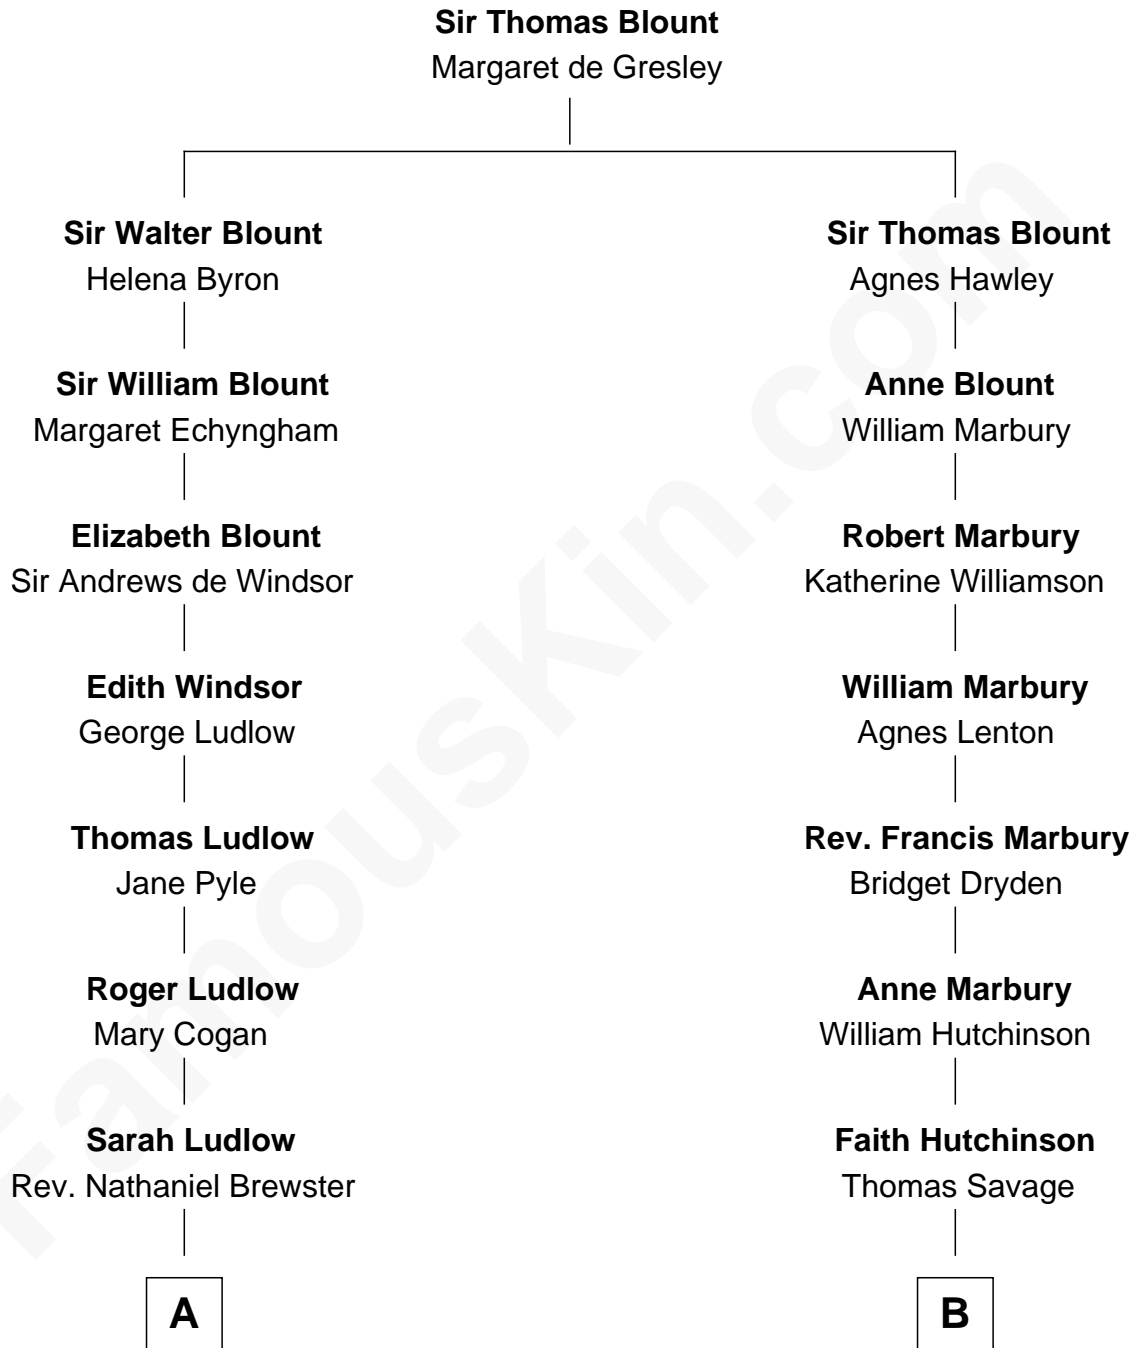 Sir Thomas Blount
Margaret de Gresley
Sir Walter Blount
Helena Byron
Sir William Blount
Margaret Echyngham
Elizabeth Blount
Sir Andrews de Windsor
Edith Windsor
George Ludlow
Thomas Ludlow
Jane Pyle
Roger Ludlow
Mary Cogan
Sarah Ludlow
Rev. Nathaniel Brewster
A
Sir Thomas Blount
Agnes Hawley
Anne Blount
William Marbury
Robert Marbury
Katherine Williamson
William Marbury
Agnes Lenton
Rev. Francis Marbury
Bridget Dryden
Anne Marbury
William Hutchinson
Faith Hutchinson
Thomas Savage
B
FamousKin.com